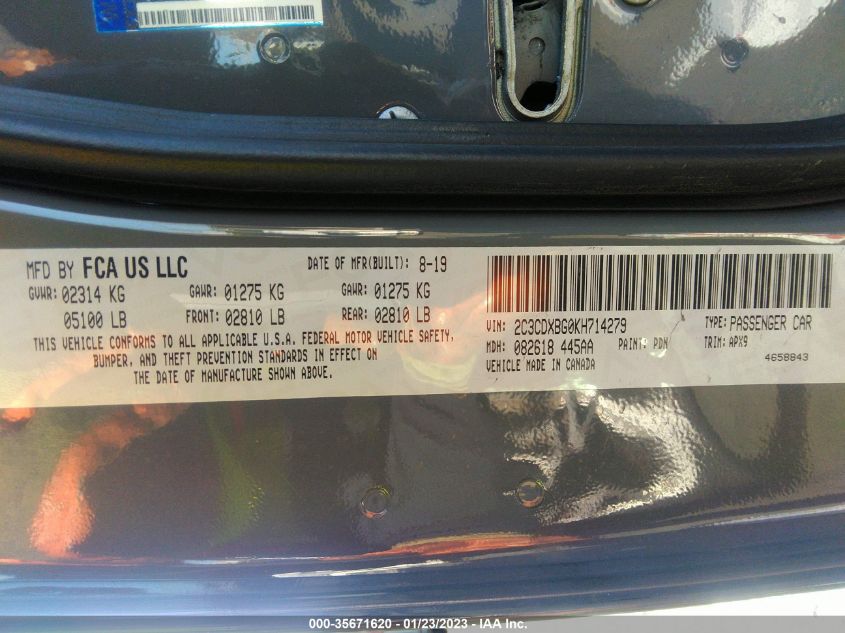 MFD BY FCA US LLC
DATE OF MFR(BUILT): 8-19
GVWR: 02314 KG
GAWR: 01275 KG
GAWR: 01275 KG
05100 LB
FRONT: 02810 LB
REAR: 02810 LB
THIS VEHICLE CONFORMS TO ALL APPLICABLE U.S.A. FEDERAL MOTOR VEHICLE SAFETY,
BUMPER, AND THEFT PREVENTION STANDARDS IN EFFECT ON
THE DATE OF MANUFACTURE SHOWN ABOVE.
VIN: 2C3CDXBG0KH714279
TYPE: PASSENGER CAR
MDH: 082618 445AA
PAINT: PDN
TRIM: APX9
VEHICLE MADE IN CANADA
4658843
000-35671620 — 01/23/2023 — © IAA Inc.